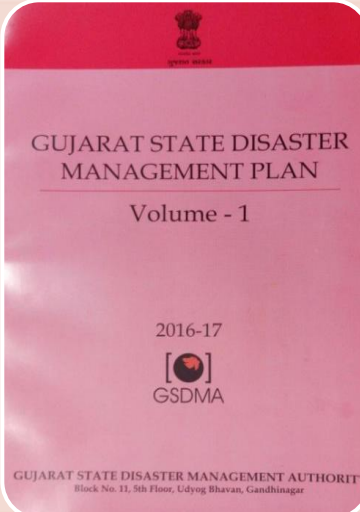 GUJARAT STATE DISASTER
MANAGEMENT PLAN
Volume - 1
2016-17
GSDMA
GUJARAT STATE DISASTER MANAGEMENT AUTHORIT
Block No. 11, 5th Floor, Udyog Bhavan, Gandhinagar